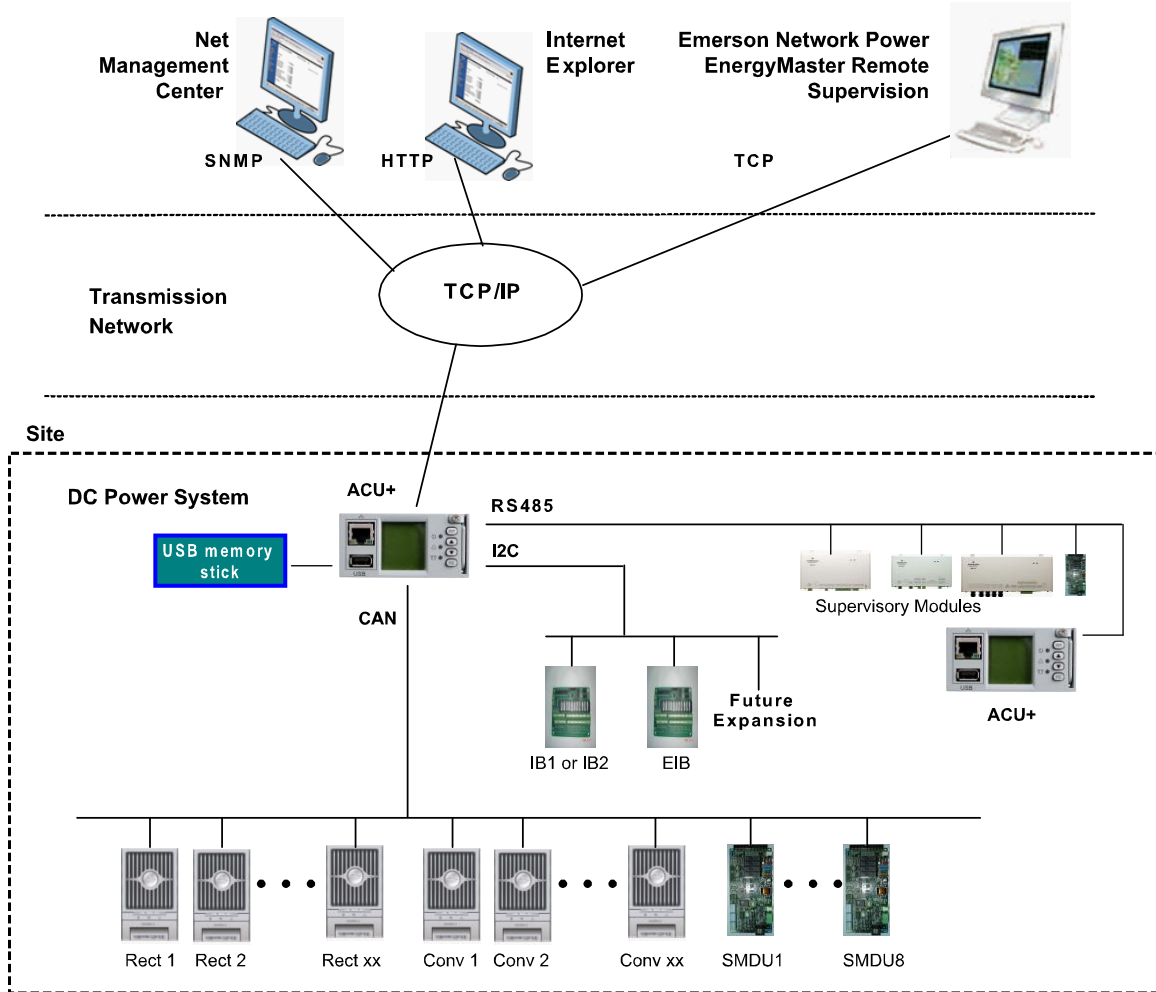 Net
Management
Center
Internet
Explorer
Emerson Network Power
EnergyMaster Remote
Supervision
SNMP
HTTP
TCP
TCP/IP
Transmission
Network
Site
DC Power System
ACU+
RS485
I2C
USB memory
stick
USB
CAN
Supervisory Modules
USB
ACU+
Future
Expansion
IB1 or IB2
EIB
Rect 1
Rect 2
Rect xx
Conv 1
Conv 2
Conv xx
SMDU1
SMDU8